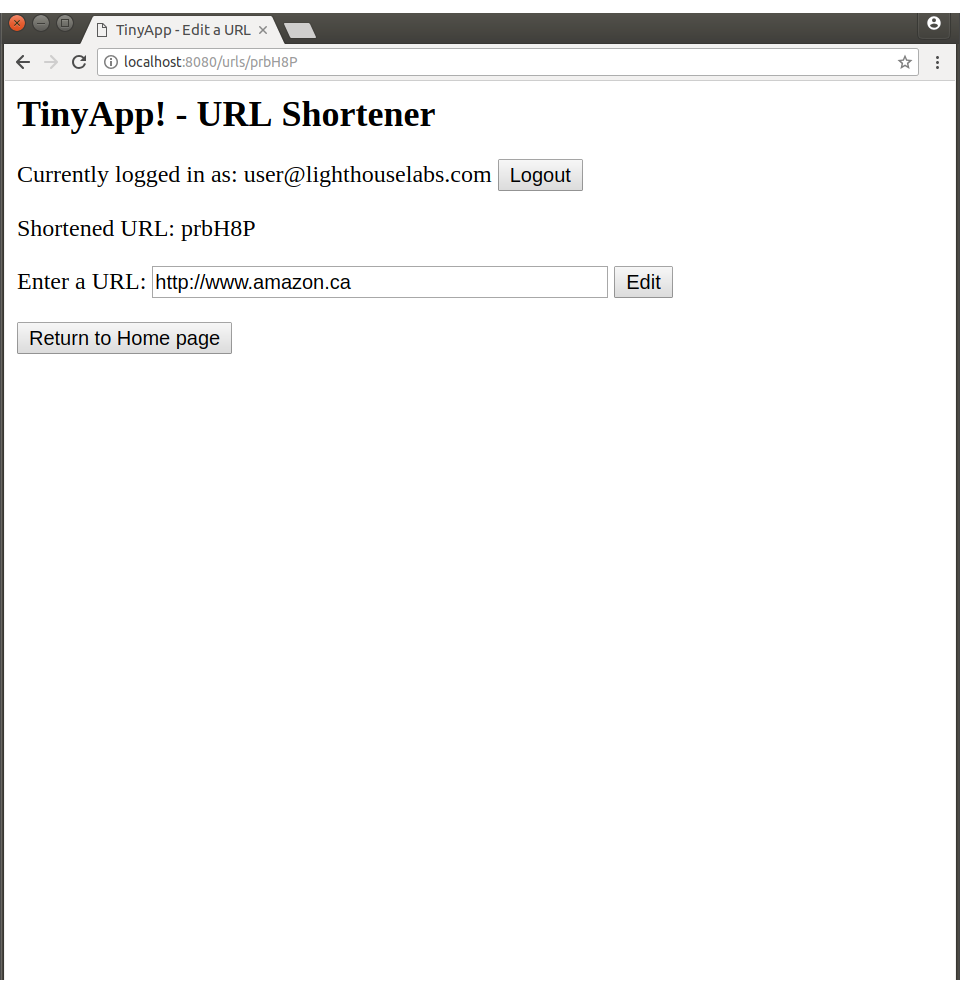 TinyApp - Edit a URL
localhost:8080/urls/prbH8P
TinyApp! - URL Shortener
Currently logged in as: user@lighthouselabs.com Logout
Shortened URL: prbH8P
Enter a URL: http://www.amazon.ca Edit
Return to Home page